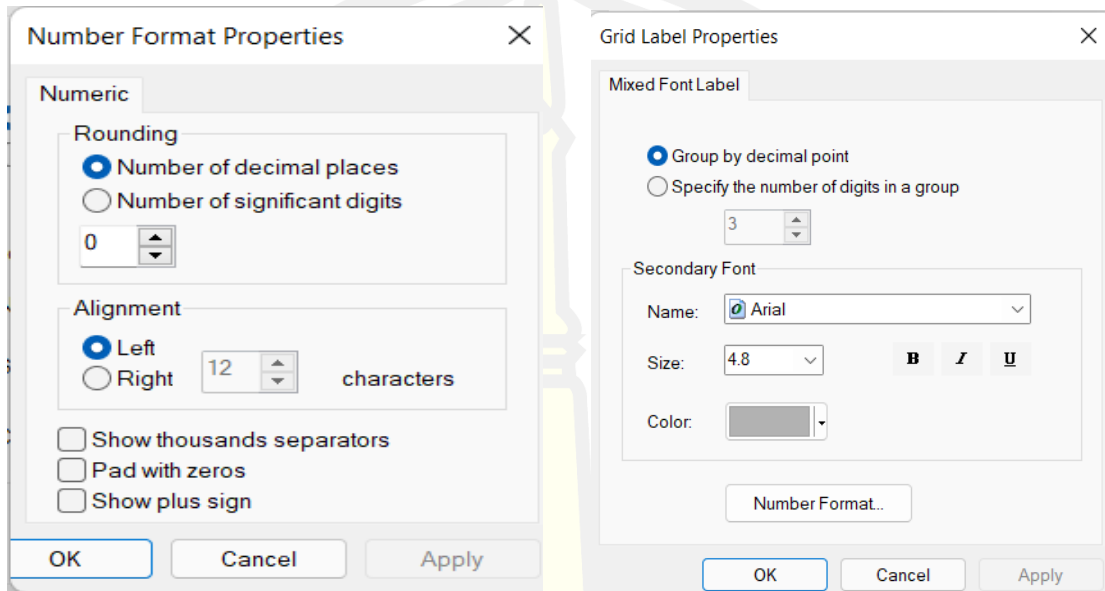 Number Format Properties
Numeric
Rounding
Number of decimal places
Number of significant digits
0
Alignment
Left
Right
12
characters
Show thousands separators
Pad with zeros
Show plus sign
OK Cancel Apply
Grid Label Properties
Mixed Font Label
Group by decimal point
Specify the number of digits in a group
3
Secondary Font
Name: Arial
Size: 4.8 B I U
Color:
Number Format...
OK Cancel Apply